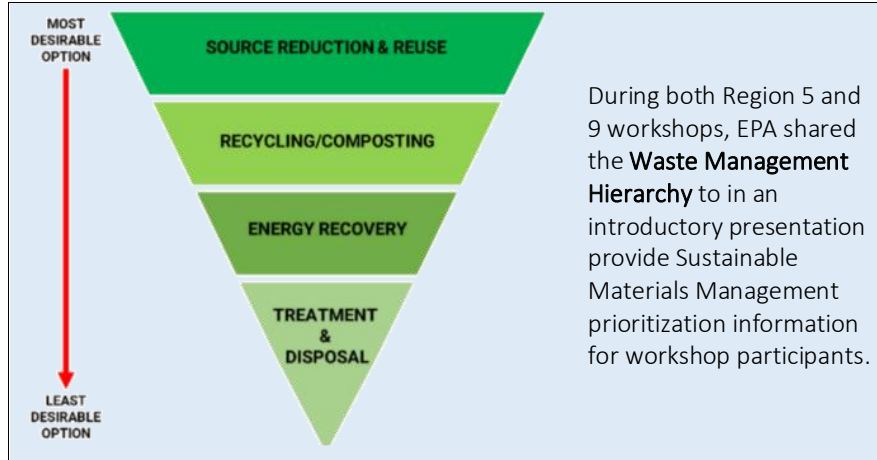 MOST
DESIRABLE
OPTION
SOURCE REDUCTION & REUSE
RECYCLING/COMPOSTING
ENERGY RECOVERY
TREATMENT
&
DISPOSAL
LEAST
DESIRABLE
OPTION
During both Region 5 and
9 workshops, EPA shared
the Waste Management
Hierarchy to in an
introductory presentation
provide Sustainable
Materials Management
prioritization information
for workshop participants.